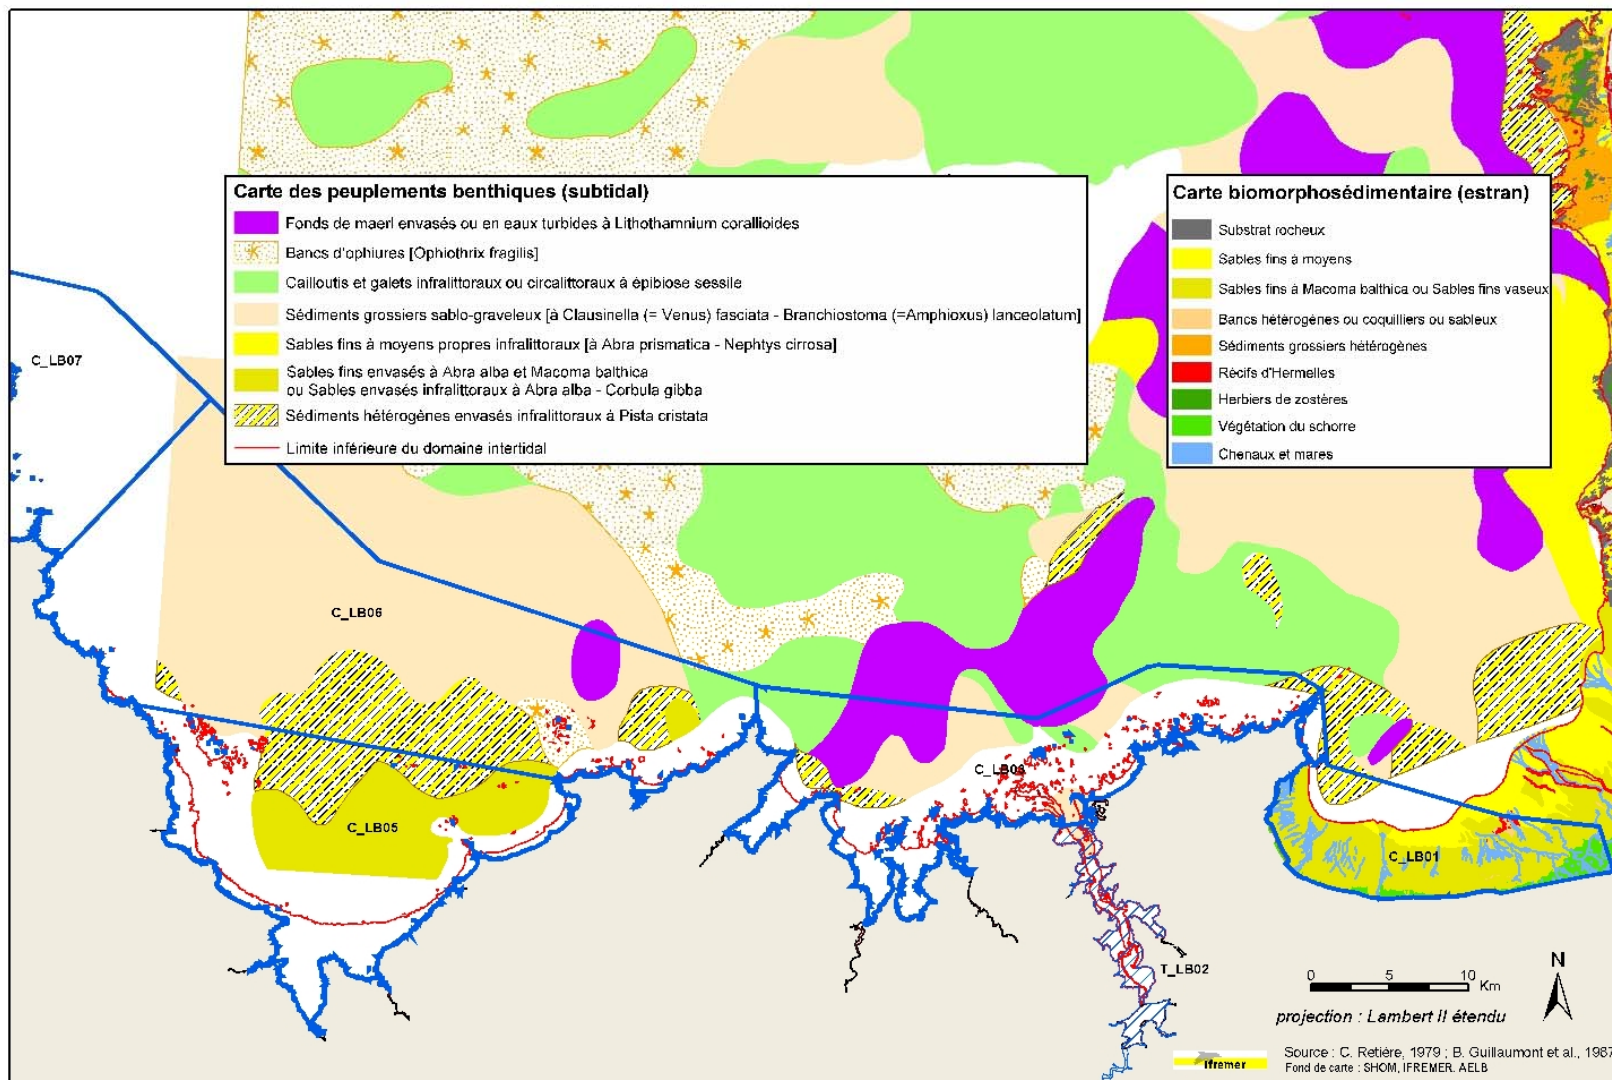 Carte des peuplements benthiques (subtidal)
Fonds de maerl envasés ou en eaux turbides à Lithothamnium corallioides
Bancs d'ophiures [Ophiothrix fragilis]
Cailloutis et galets infralittoraux ou circalittoraux à épibiose sessile
Sédiments grossiers sablo-graveleux [à Clausinella (= Venus) fasciata - Branchiostoma (=Amphioxus) lanceolatum]
Sables fins à moyens propres infralittoraux [à Abra prismatica - Nephtys cirrosa]
Sables fins envasés à Abra alba et Macoma balthica
ou Sables envasés infralittoraux à Abra alba - Corbula gibba
Sédiments hétérogènes envasés infralittoraux à Pista cristata
Limite inférieure du domaine intertidal
Carte biomorphosédimentaire (estran)
Substrat rocheux
Sables fins à moyens
Sables fins à Macoma balthica ou Sables fins vaseux
Bancs hétérogènes ou coquilliers ou sableux
Sédiments grossiers hétérogènes
Récifs d'Hermelles
Herbiers de zostères
Végétation du schorre
Chenaux et mares
C_LB07
C_LB06
C_LB05
C_LB03
C_LB01
T_LB02
0 5 10
Km
N
projection : Lambert II étendu
Ifremer
Source : C. Retière, 1979 ; B. Guillaumont et al., 1987
Fond de carte : SHOM, IFREMER. AELB